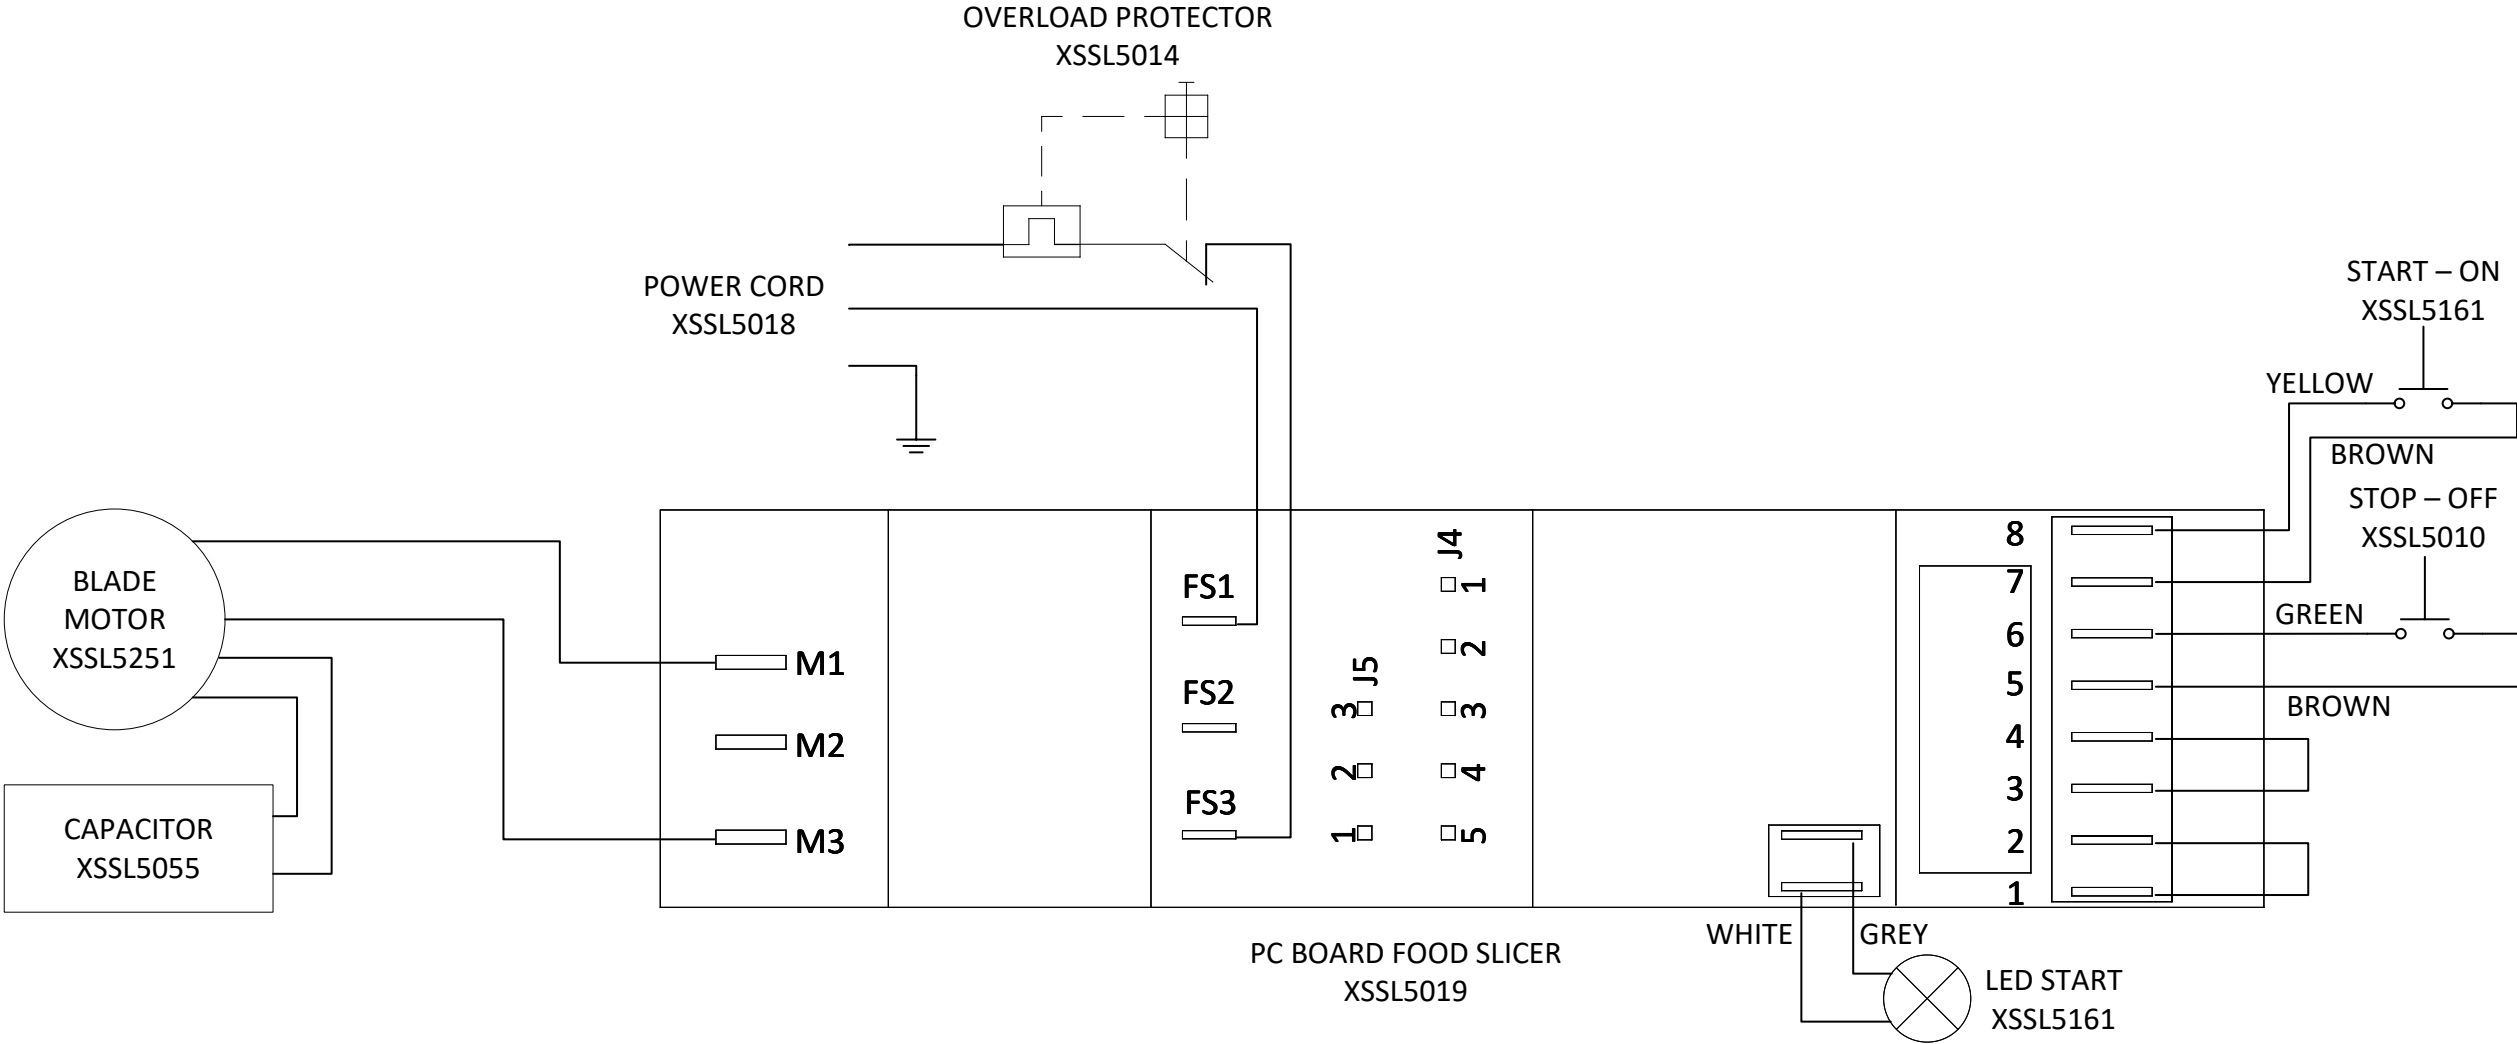 OVERLOAD PROTECTOR
XSSL5014
POWER CORD
XSSL5018
START – ON
XSSL5161
YELLOW
BROWN
STOP – OFF
XSSL5010
GREEN
BROWN
BLADE
MOTOR
XSSL5251
CAPACITOR
XSSL5055
M1
M2
M3
FS1
FS2
FS3
J5
3
2
1
J4
1
2
3
4
5
8
7
6
5
4
3
2
1
WHITE
GREY
PC BOARD FOOD SLICER
XSSL5019
LED START
XSSL5161